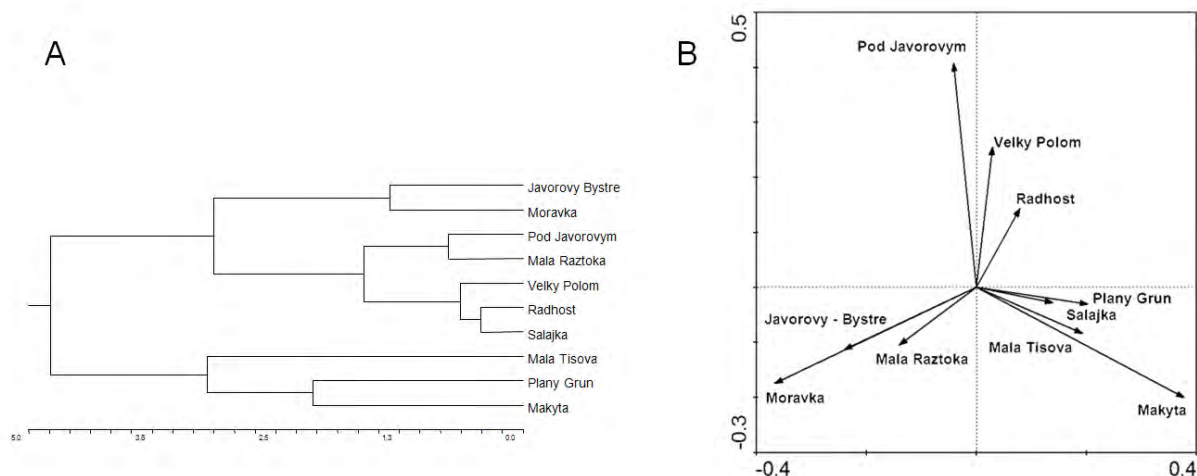 A
Javorovy Bystre
Moravka
Pod Javorovym
Mala Raztoka
Velky Polom
Radhost
Salajka
Mala Tisova
Plany Grun
Makyta
5.0 3.8 2.5 1.3 0.0
B
0.5
Pod Javorovym
Velky Polom
Radhost
Plany Grun
Salajka
Javorovy - Bystre
Mala Tisova
Mala Raztoka
Moravka
Makyta
-0.3
-0.4 0.4